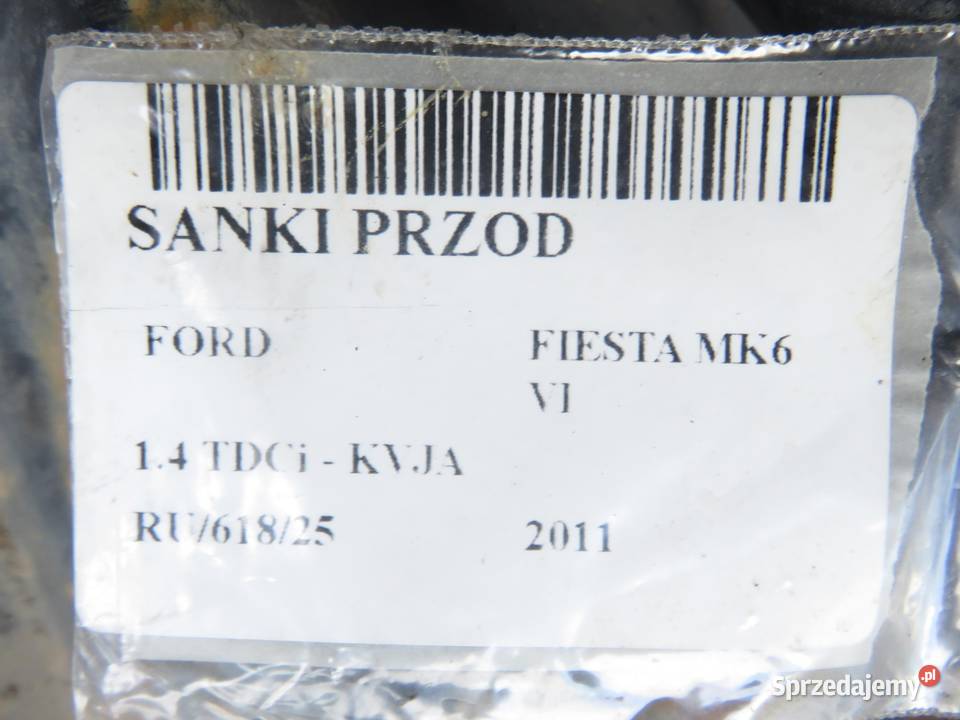 SANKI PRZOD
FORD FIESTA MK6
VI
1.4 TDCi - KVJA
RU/618/25 2011
Sprzedajemy.pl